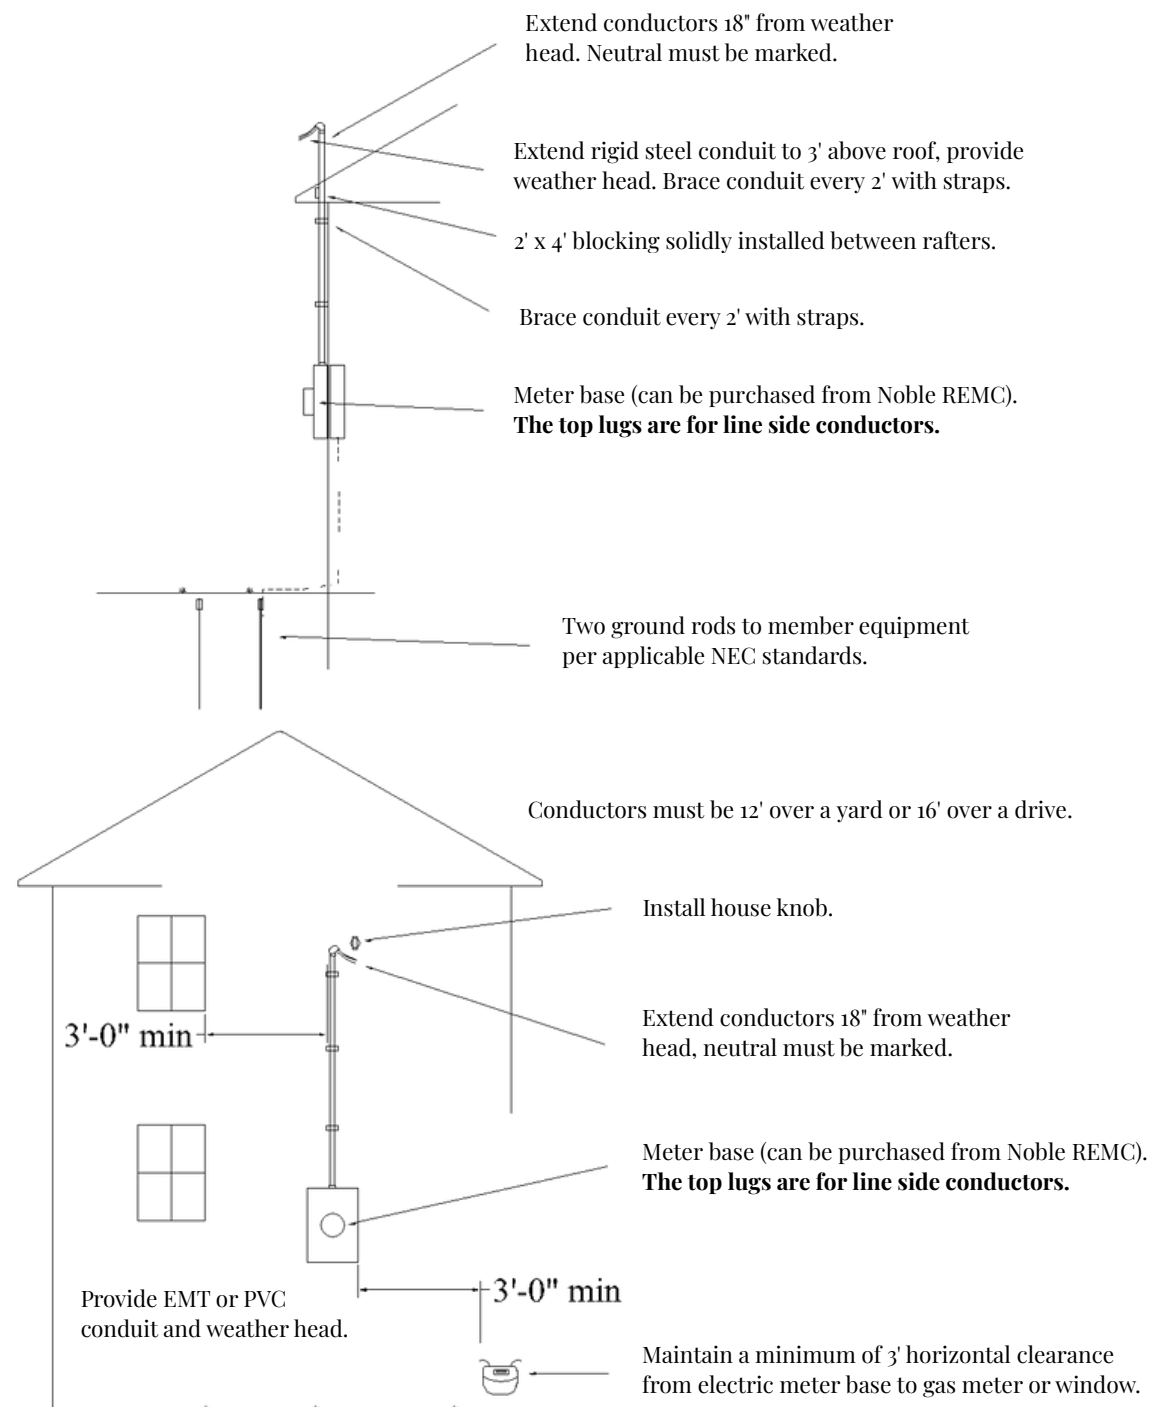 Extend conductors 18" from weather
head. Neutral must be marked.
Extend rigid steel conduit to 3' above roof, provide
weather head. Brace conduit every 2' with straps.
2' x 4' blocking solidly installed between rafters.
Brace conduit every 2' with straps.
Meter base (can be purchased from Noble REMC).
The top lugs are for line side conductors.
Two ground rods to member equipment
per applicable NEC standards.
Conductors must be 12' over a yard or 16' over a drive.
Install house knob.
3'-0" min
Extend conductors 18" from weather
head, neutral must be marked.
Meter base (can be purchased from Noble REMC).
The top lugs are for line side conductors.
3'-0" min
Provide EMT or PVC
conduit and weather head.
Maintain a minimum of 3' horizontal clearance
from electric meter base to gas meter or window.